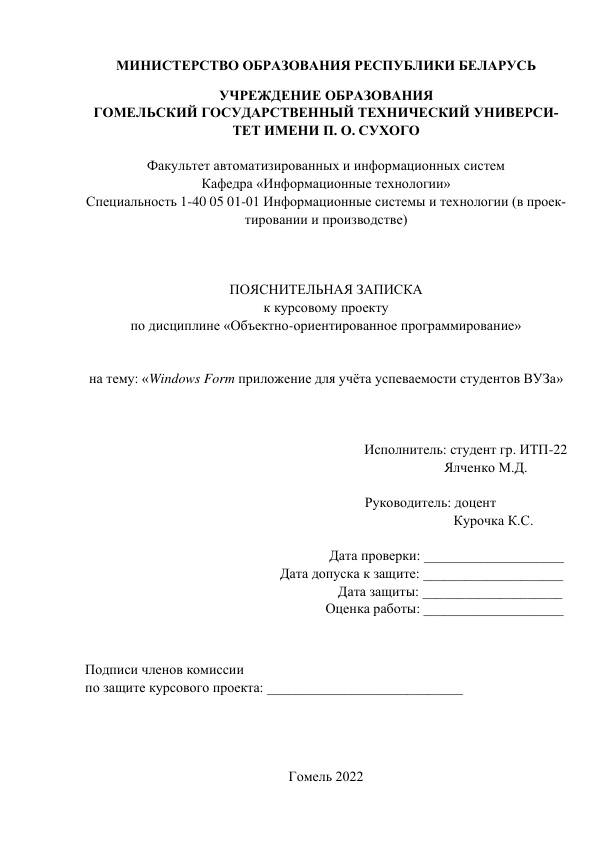 МИНИСТЕРСТВО ОБРАЗОВАНИЯ РЕСПУБЛИКИ БЕЛАРУСЬ
УЧРЕЖДЕНИЕ ОБРАЗОВАНИЯ
ГОМЕЛЬСКИЙ ГОСУДАРСТВЕННЫЙ ТЕХНИЧЕСКИЙ УНИВЕРСИ-
ТЕТ ИМЕНИ П. О. СУХОГО
Факультет автоматизированных и информационных систем
Кафедра «Информационные технологии»
Специальность 1-40 05 01-01 Информационные системы и технологии (в проек-
тировании и производстве)
ПОЯСНИТЕЛЬНАЯ ЗАПИСКА
к курсовому проекту
по дисциплине «Объектно-ориентированное программирование»
на тему: «Windows Form приложение для учёта успеваемости студентов ВУЗа»
Исполнитель: студент гр. ИТП-22
Ялченко М.Д.
Руководитель: доцент
Курочка К.С.
Дата проверки: ____________________
Дата допуска к защите: ____________________
Дата защиты: ____________________
Оценка работы: ____________________
Подписи членов комиссии
по защите курсового проекта: ____________________________
Гомель 2022